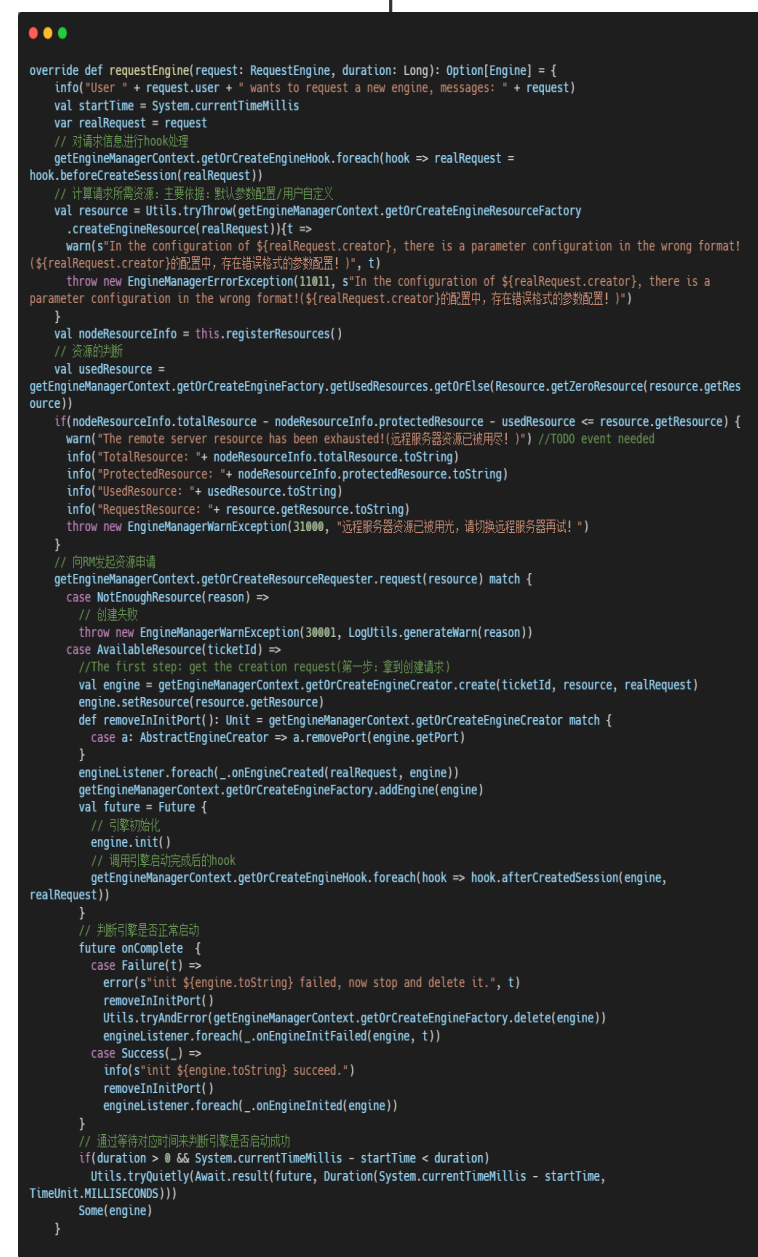 override def requestEngine(request: RequestEngine, duration: Long): Option[Engine] = {
    info("User " + request.user + " wants to request a new engine, messages: " + request)
    val startTime = System.currentTimeMillis
    var realRequest = request
    // 对请求信息进行hook处理
    getEngineManagerContext.getOrCreateEngineHook.foreach(hook => realRequest =
hook.beforeCreateSession(realRequest))
    // 计算请求所需资源: 主要依据: 默认参数配置/用户自定义
    val resource = Utils.tryThrow(getEngineManagerContext.getOrCreateEngineResourceFactory
      .createEngineResource(realRequest)){t =>
      warn(s"In the configuration of ${realRequest.creator}, there is a parameter configuration in the wrong format!
(${realRequest.creator}的配置中，存在错误格式的参数配置！)", t)
      throw new EngineManagerErrorException(11011, s"In the configuration of ${realRequest.creator}, there is a
parameter configuration in the wrong format!(${realRequest.creator}的配置中，存在错误格式的参数配置！)")
    }
    val nodeResourceInfo = this.registerResources()
    // 资源的判断
    val usedResource =
getEngineManagerContext.getOrCreateEngineFactory.getUsedResources.getOrElse(Resource.getZeroResource(resource.getRes
ource))
    if(nodeResourceInfo.totalResource - nodeResourceInfo.protectedResource - usedResource <= resource.getResource) {
      warn("The remote server resource has been exhausted!(远程服务器资源已被用尽！)") //TODO event needed
      info("TotalResource: "+ nodeResourceInfo.totalResource.toString)
      info("ProtectedResource: "+ nodeResourceInfo.protectedResource.toString)
      info("UsedResource: "+ usedResource.toString)
      info("RequestResource: "+ resource.getResource.toString)
      throw new EngineManagerWarnException(31000, "远程服务器资源已被用光，请切换远程服务器再试！")
    }
    // 向RM发起资源申请
    getEngineManagerContext.getOrCreateResourceRequester.request(resource) match {
      case NotEnoughResource(reason) =>
        // 创建失败
        throw new EngineManagerWarnException(30001, LogUtils.generateWarn(reason))
      case AvailableResource(ticketId) =>
        //The first step: get the creation request(第一步: 拿到创建请求)
        val engine = getEngineManagerContext.getOrCreateEngineCreator.create(ticketId, resource, realRequest)
        engine.setResource(resource.getResource)
        def removeInInitPort(): Unit = getEngineManagerContext.getOrCreateEngineCreator match {
          case a: AbstractEngineCreator => a.removePort(engine.getPort)
        }
        engineListener.foreach(_.onEngineCreated(realRequest, engine))
        getEngineManagerContext.getOrCreateEngineFactory.addEngine(engine)
        val future = Future {
          // 引擎初始化
          engine.init()
          // 调用引擎启动完成后的hook
          getEngineManagerContext.getOrCreateEngineHook.foreach(hook => hook.afterCreatedSession(engine,
realRequest))
        }
        // 判断引擎是否正常启动
        future onComplete  {
          case Failure(t) =>
            error(s"init ${engine.toString} failed, now stop and delete it.", t)
            removeInInitPort()
            Utils.tryAndError(getEngineManagerContext.getOrCreateEngineFactory.delete(engine))
            engineListener.foreach(_.onEngineInitFailed(engine, t))
          case Success(_) =>
            info(s"init ${engine.toString} succeed.")
            removeInInitPort()
            engineListener.foreach(_.onEngineInited(engine))
        }
        // 通过等待对应时间来判断引擎是否启动成功
        if(duration > 0 && System.currentTimeMillis - startTime < duration)
          Utils.tryQuietly(Await.result(future, Duration(System.currentTimeMillis - startTime,
TimeUnit.MILLISECONDS)))
        Some(engine)
    }